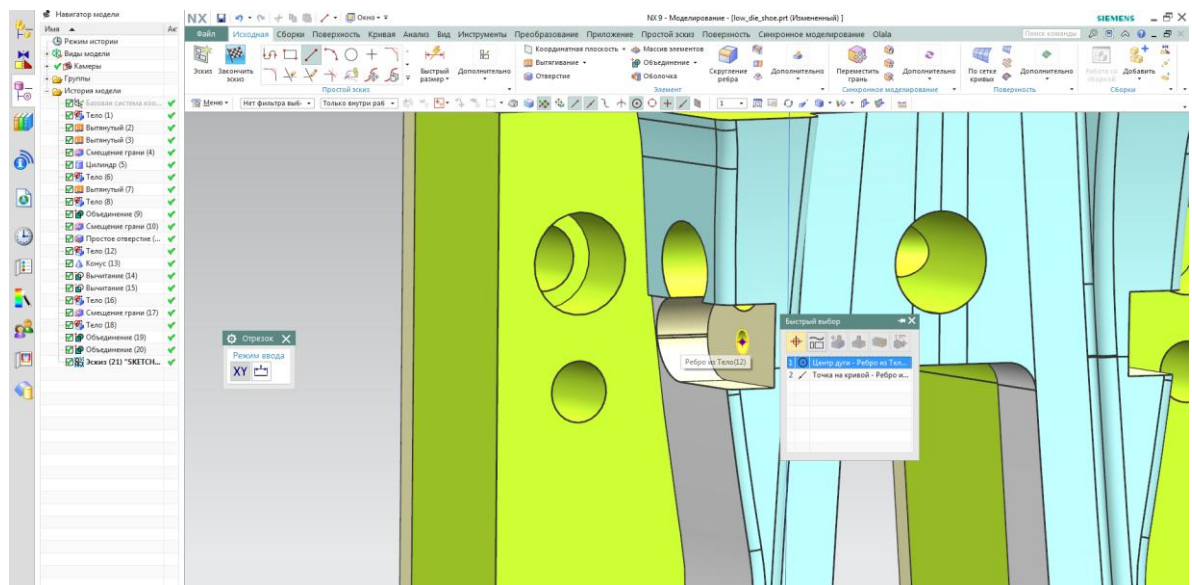 Навигатор модели
Имя
Ак
Режим истории
Виды модели
Камеры
Группы
История модели
Базовая система коо...
Тело (1)
Вытянутый (2)
Вытянутый (3)
Смещение грани (4)
Цилиндр (5)
Тело (6)
Вытянутый (7)
Тело (8)
Объединение (9)
Смещение грани (10)
Простое отверстие (...
Тело (12)
Конус (13)
Вычитание (14)
Вычитание (15)
Тело (16)
Смещение грани (17)
Тело (18)
Объединение (19)
Объединение (20)
Эскиз (21) "SKETCH...
NX
Окно
NX 9 - Моделирование - [low_die_shoe.prt (Измененный) ]
SIEMENS
Файл Исходная Сборки Поверхность Кривая Анализ Вид Инструменты Преобразование Приложение Простой эскиз Поверхность Синхронное моделирование Olala
Поиск команды
Эскиз
Закончить эскиз
Быстрый размер
Дополнительно
Простой эскиз
Координатная плоскость
Вытягивание
Отверстие
Массив элементов
Объединение
Оболочка
Скругление ребра
Дополнительно
Элемент
Переместить грань
Дополнительно
Синхронное моделирование
По сетке кривых
Дополнительно
Поверхность
Работа со сборкой
Добавить
Сборки
Меню
Нет фильтра выб
Только внутри раб
1
Отрезок
Режим ввода
XY
Ребро из Тело(12)
Быстрый выбор
1 Центр дуги - Ребро из Тел...
2 Точка на кривой - Ребро и...